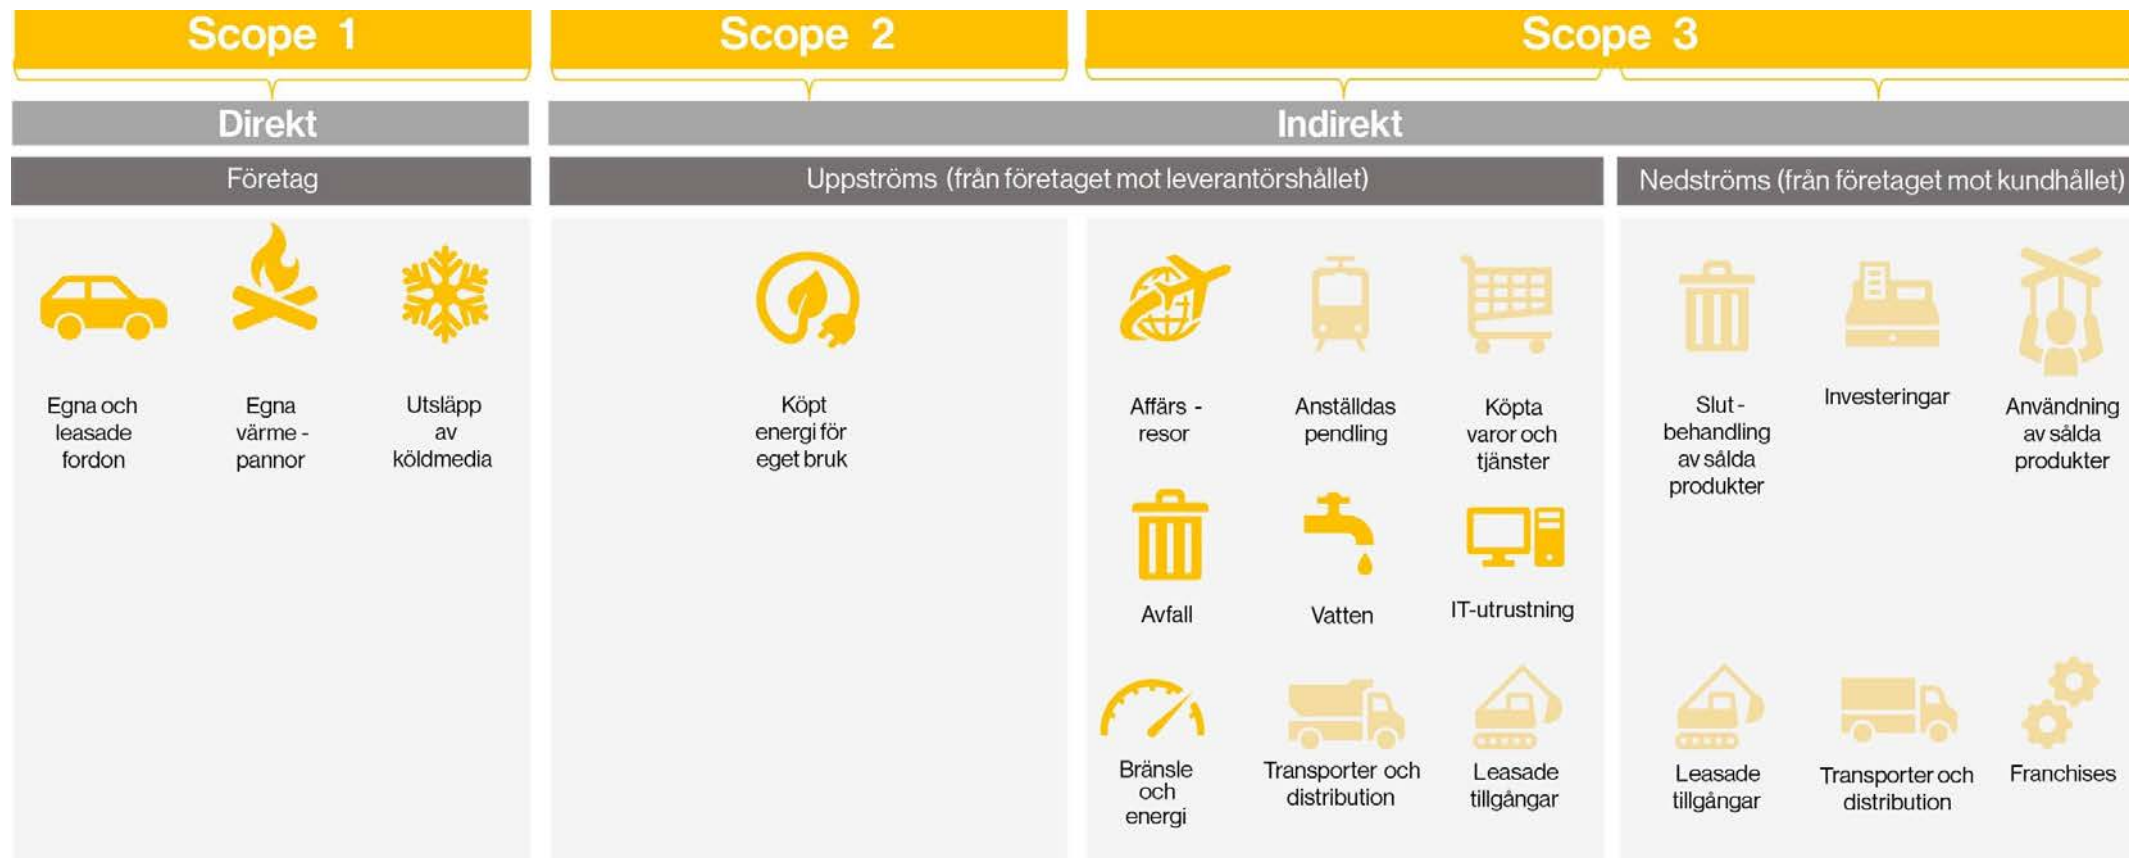 Scope 1
Scope 2
Scope 3
Direkt
Indirekt
Företag
Uppströms (från företaget mot leverantörshållet)
Nedströms (från företaget mot kundhållet)
Egna och
leasade
fordon
Egna
värme -
pannor
Utsläpp
av
köldmedia
Köpt
energi för
eget bruk
Affärs -
resor
Anställdas
pendling
Köpta
varor och
tjänster
Avfall
Vatten
IT-utrustning
Bränsle
och
energi
Transporter och
distribution
Leasade
tillgångar
Slut -
behandling
av sålda
produkter
Investeringar
Användning
av sålda
produkter
Leasade
tillgångar
Transporter och
distribution
Franchises